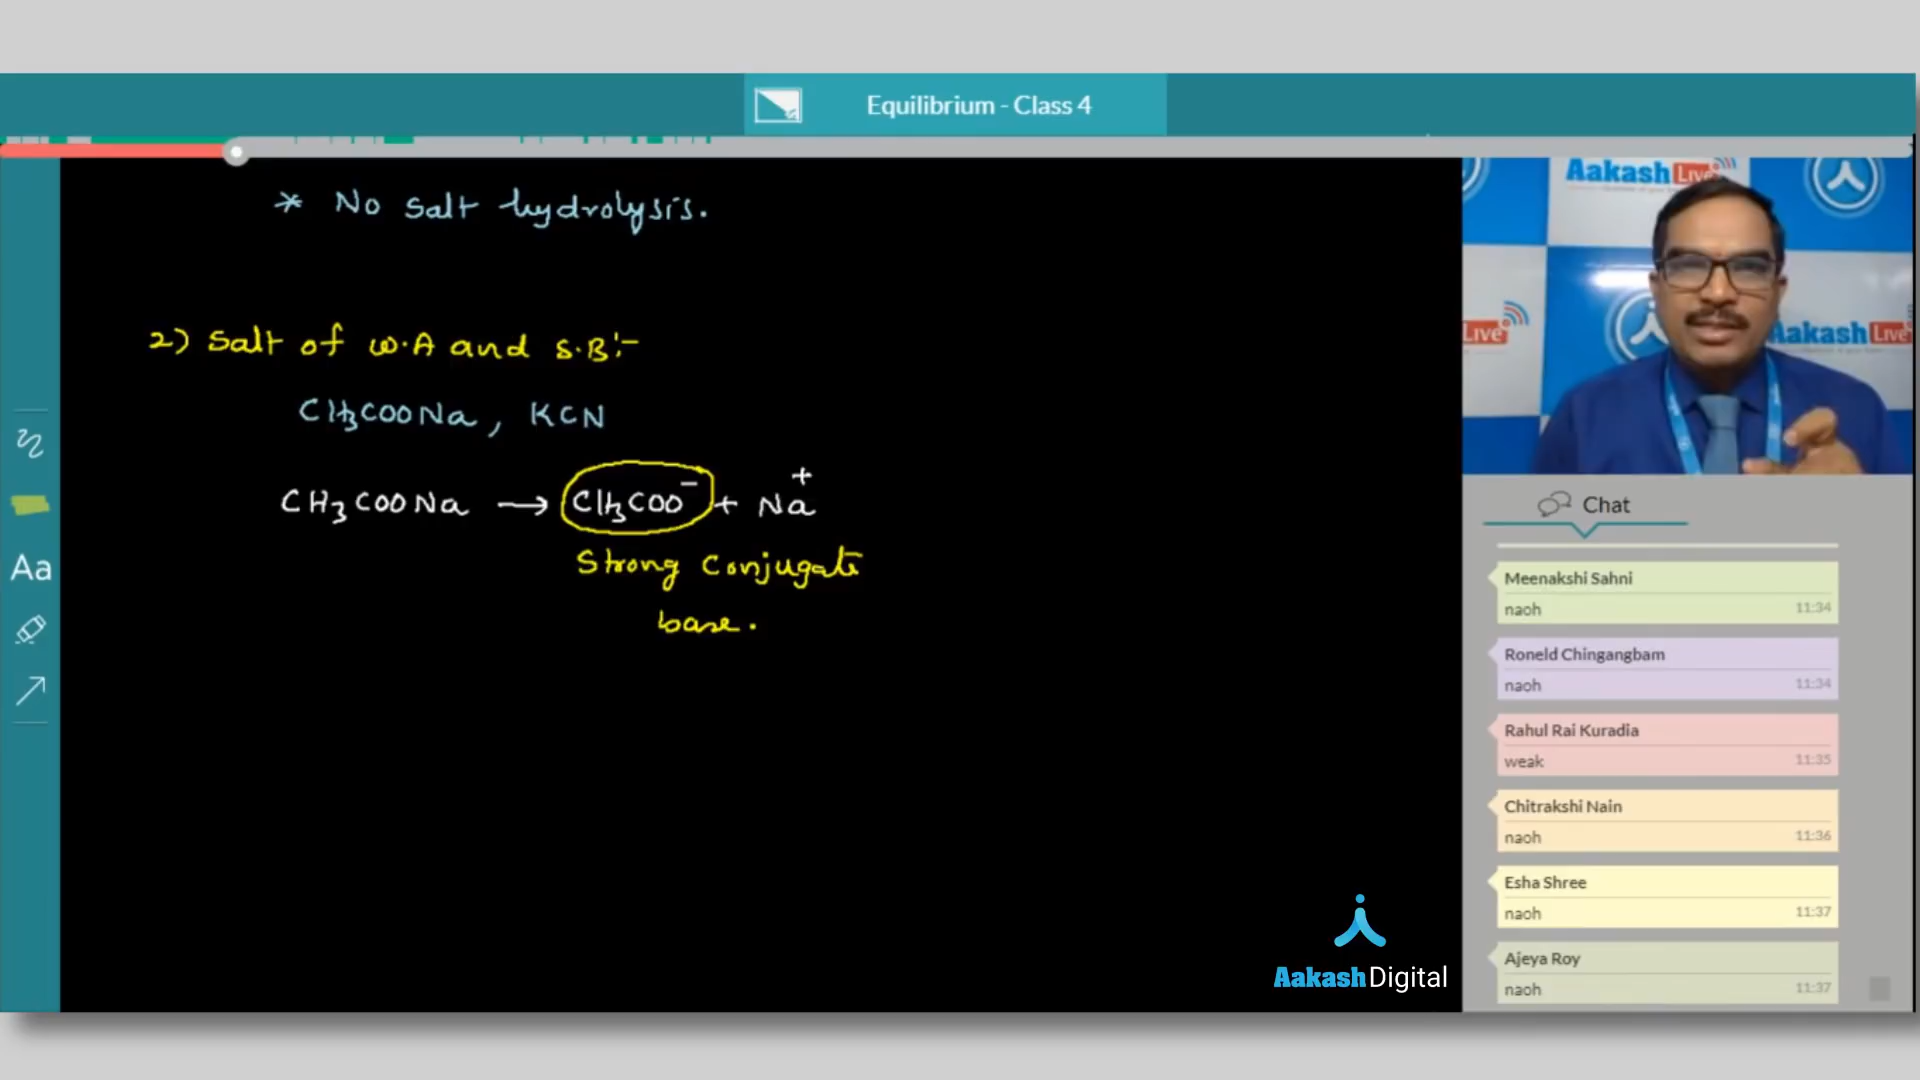 Equilibrium - Class 4
* No salt hydrolysis.
2) Salt of W.A and S.B:-
CH₃COONa, KCN
CH₃COONa → CH₃COO⁻ + Na⁺
Strong conjugate
base.
Aa
AakashDigital
Aakash LIVE
LIVE
Aakash LIVE
Chat
Meenakshi Sahni
naoh 11:34
Roneld Chingangbam
naoh 11:34
Rahul Rai Kuradia
weak 11:35
Chitrakshi Nain
naoh 11:36
Esha Shree
naoh 11:37
Ajeya Roy
naoh 11:37